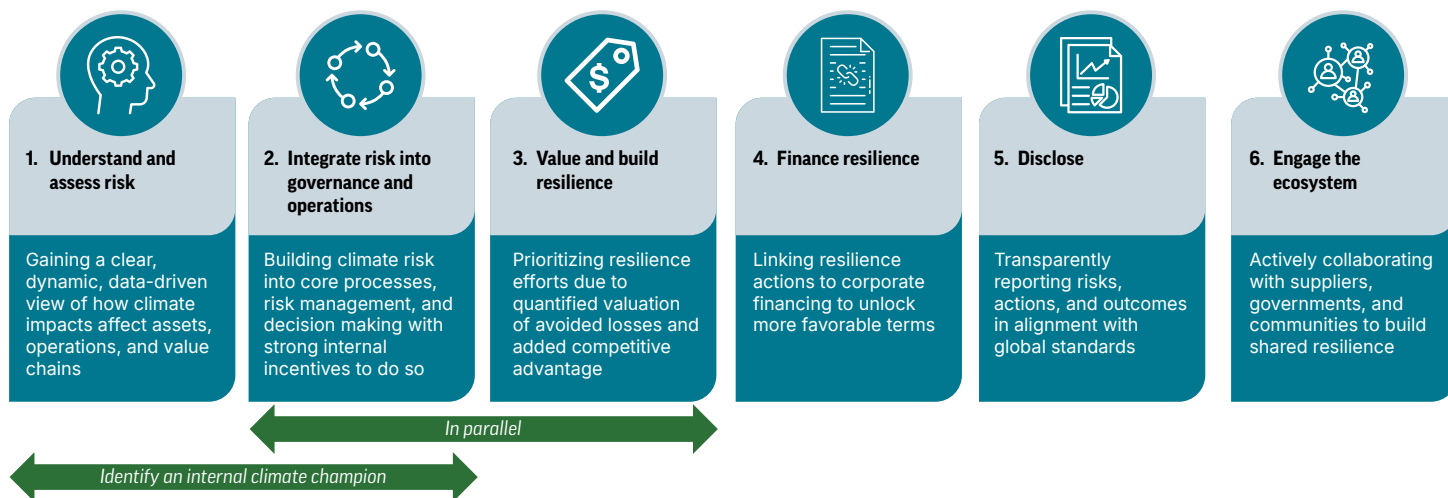 1. Understand and
assess risk
Gaining a clear,
dynamic, data-driven
view of how climate
impacts affect assets,
operations, and value
chains
2. Integrate risk into
governance and
operations
Building climate risk
into core processes,
risk management, and
decision making with
strong internal
incentives to do so
$
3. Value and build
resilience
Prioritizing resilience
efforts due to
quantified valuation
of avoided losses and
added competitive
advantage
4. Finance resilience
Linking resilience
actions to corporate
financing to unlock
more favorable terms
5. Disclose
Transparently
reporting risks,
actions, and outcomes
in alignment with
global standards
6. Engage the
ecosystem
Actively collaborating
with suppliers,
governments, and
communities to build
shared resilience
In parallel
Identify an internal climate champion